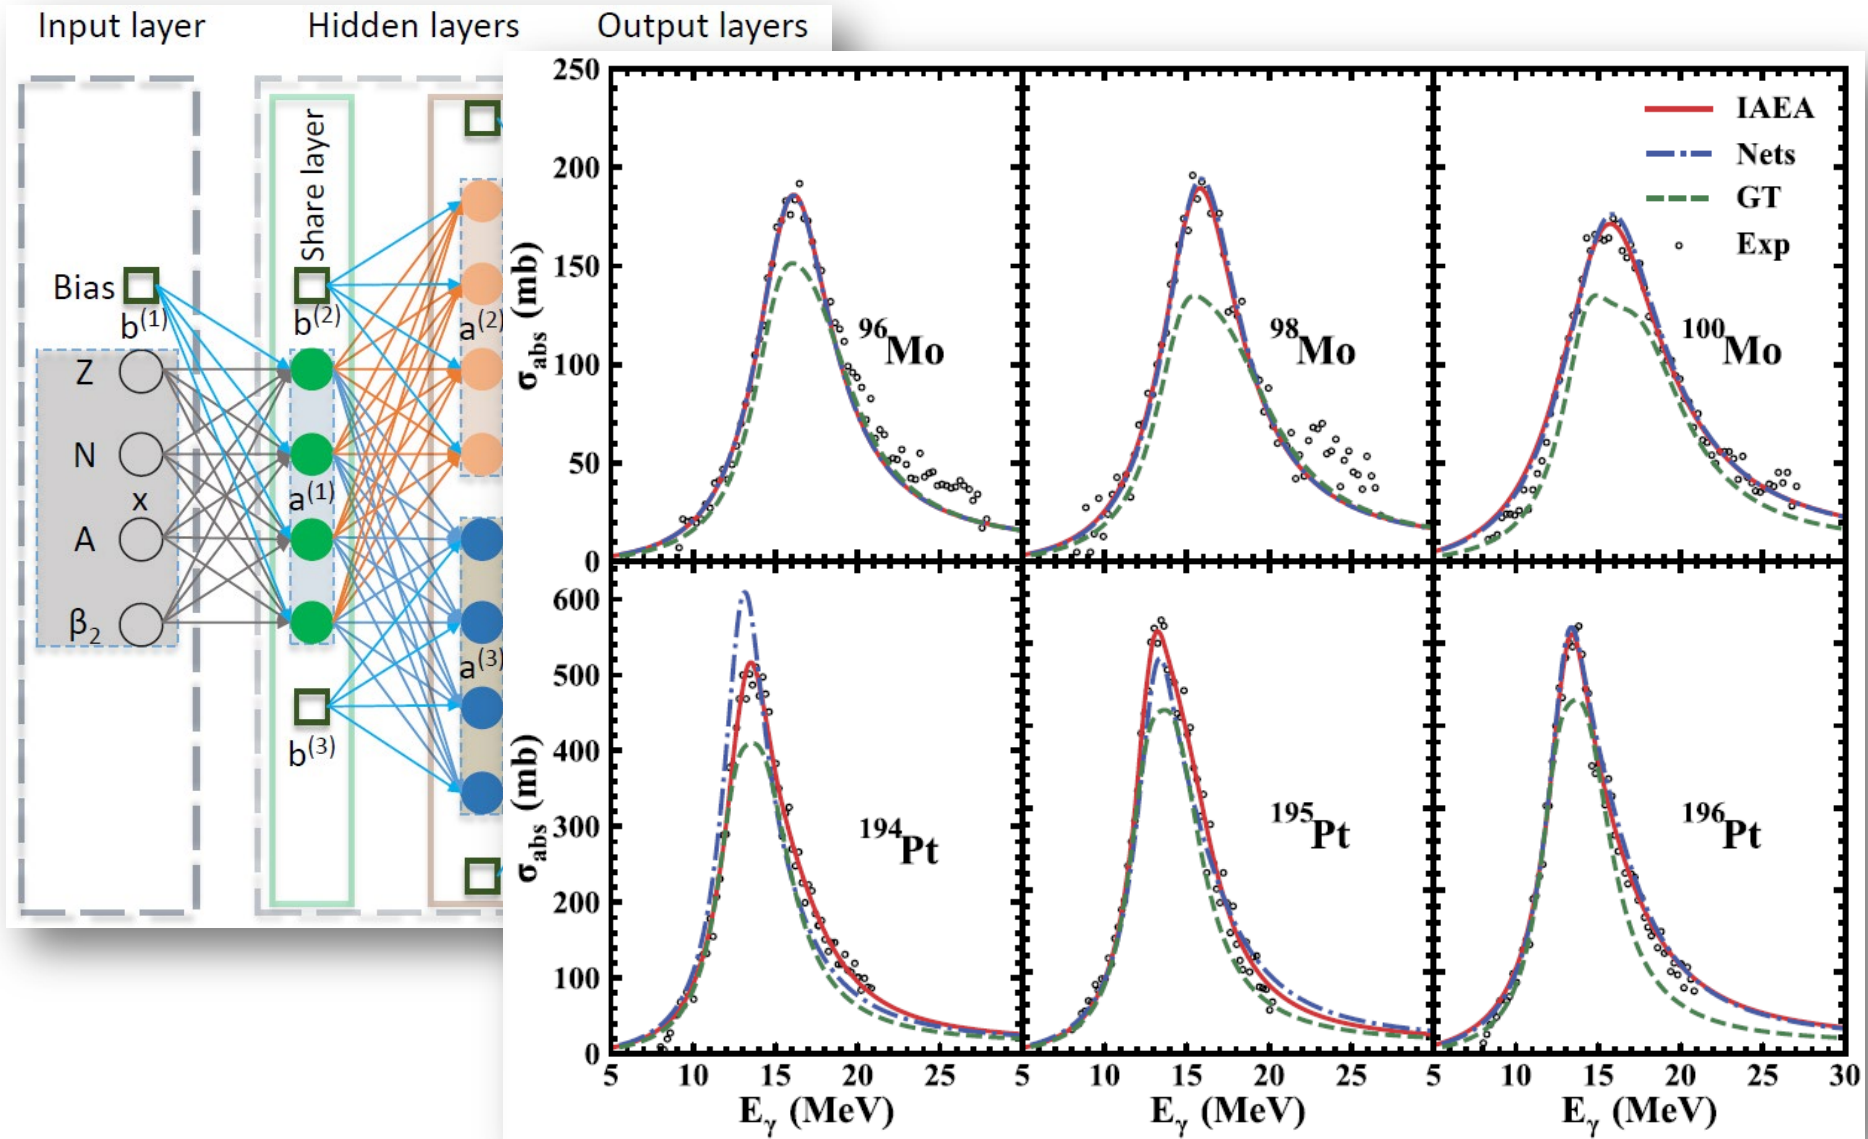 Input layer
Hidden layers
Output layers
Share layer
Bias
b(1)
b(2)
a(2)
Z
N
x
a(1)
A
β2
a(3)
b(3)
250
200
150
100
50
0
σabs (mb)
96Mo
98Mo
100Mo
IAEA
Nets
GT
Exp
600
500
400
300
200
100
0
σabs (mb)
194Pt
195Pt
196Pt
5 10 15 20 25 5 10 15 20 25 5 10 15 20 25 30
Eγ (MeV)
Eγ (MeV)
Eγ (MeV)